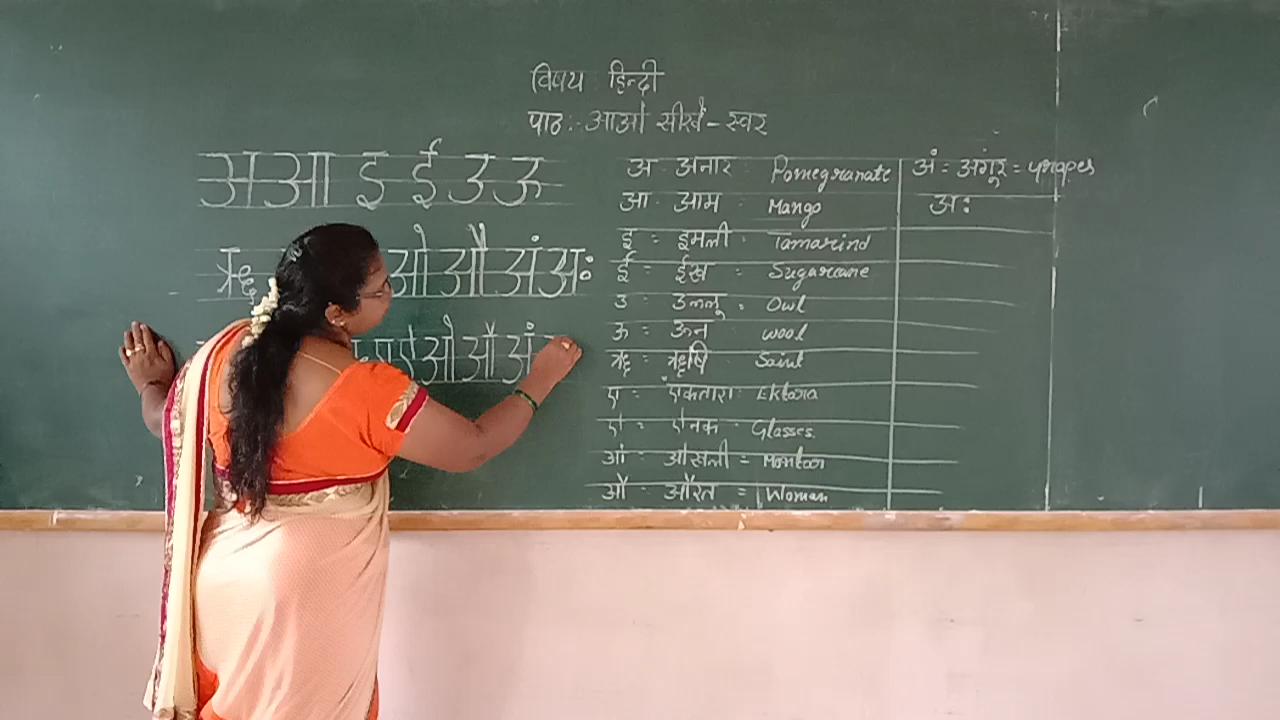 विषय हिन्दी
पाठ:- आओ सीखें - स्वर
अ आ इ ई उ ऊ
ऋ ओ औ अं अः
ए ऐ ओ औ अं
अ अनार Pomegranate
आ आम Mango
इ = इमली Tamarind
ई = ईख = Sugarcane
उ = उल्लू = Owl
ऊ = ऊन wool
ऋ = ऋषि Saint
ए = एकतारा Ektara
ऐ = ऐनक Glasses.
ओ = ओखली =
औ = औरत = Woman
अं = अंगूर = grapes
अः